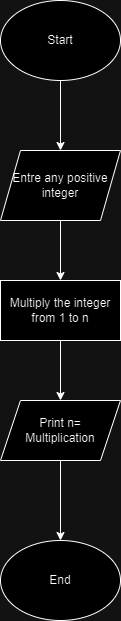 Start
Entre any positive
integer
Multiply the integer
from 1 to n
Print n=
Multiplication
End